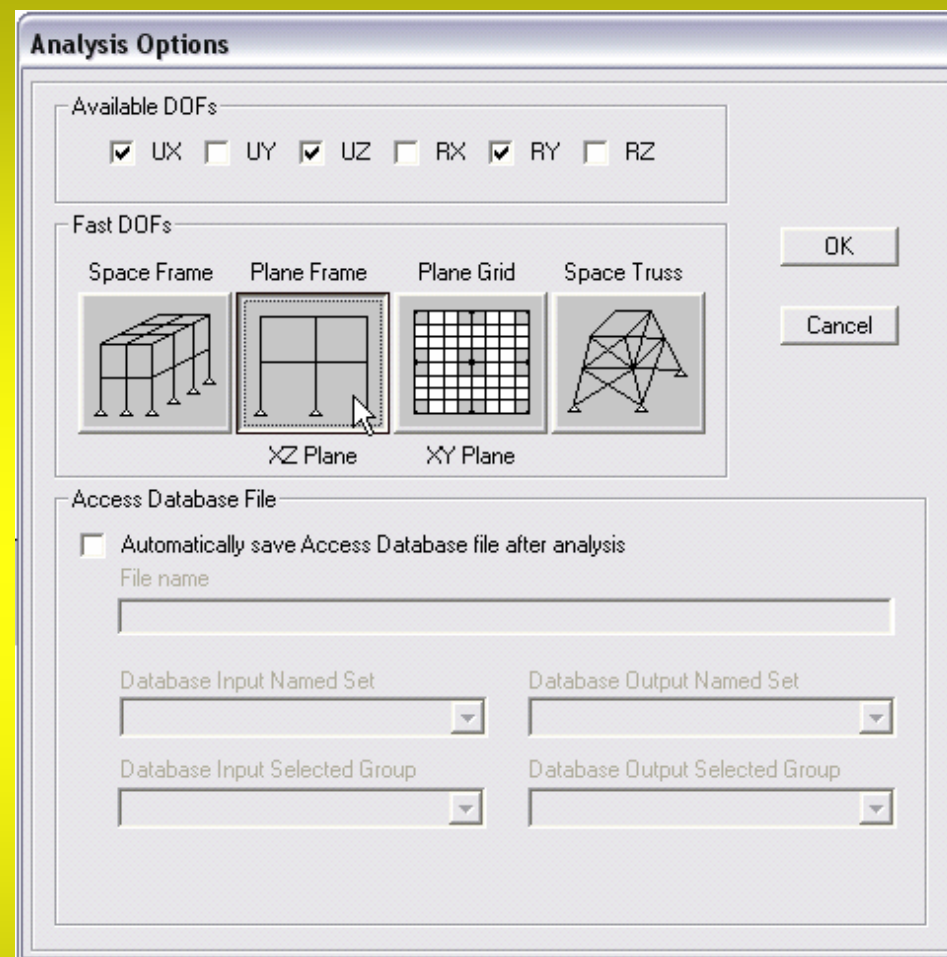 Analysis Options
Available DOFs
UX UY UZ RX RY RZ
Fast DOFs
Space Frame Plane Frame Plane Grid Space Truss
XZ Plane XY Plane
OK
Cancel
Access Database File
Automatically save Access Database file after analysis
File name
Database Input Named Set Database Output Named Set
Database Input Selected Group Database Output Selected Group